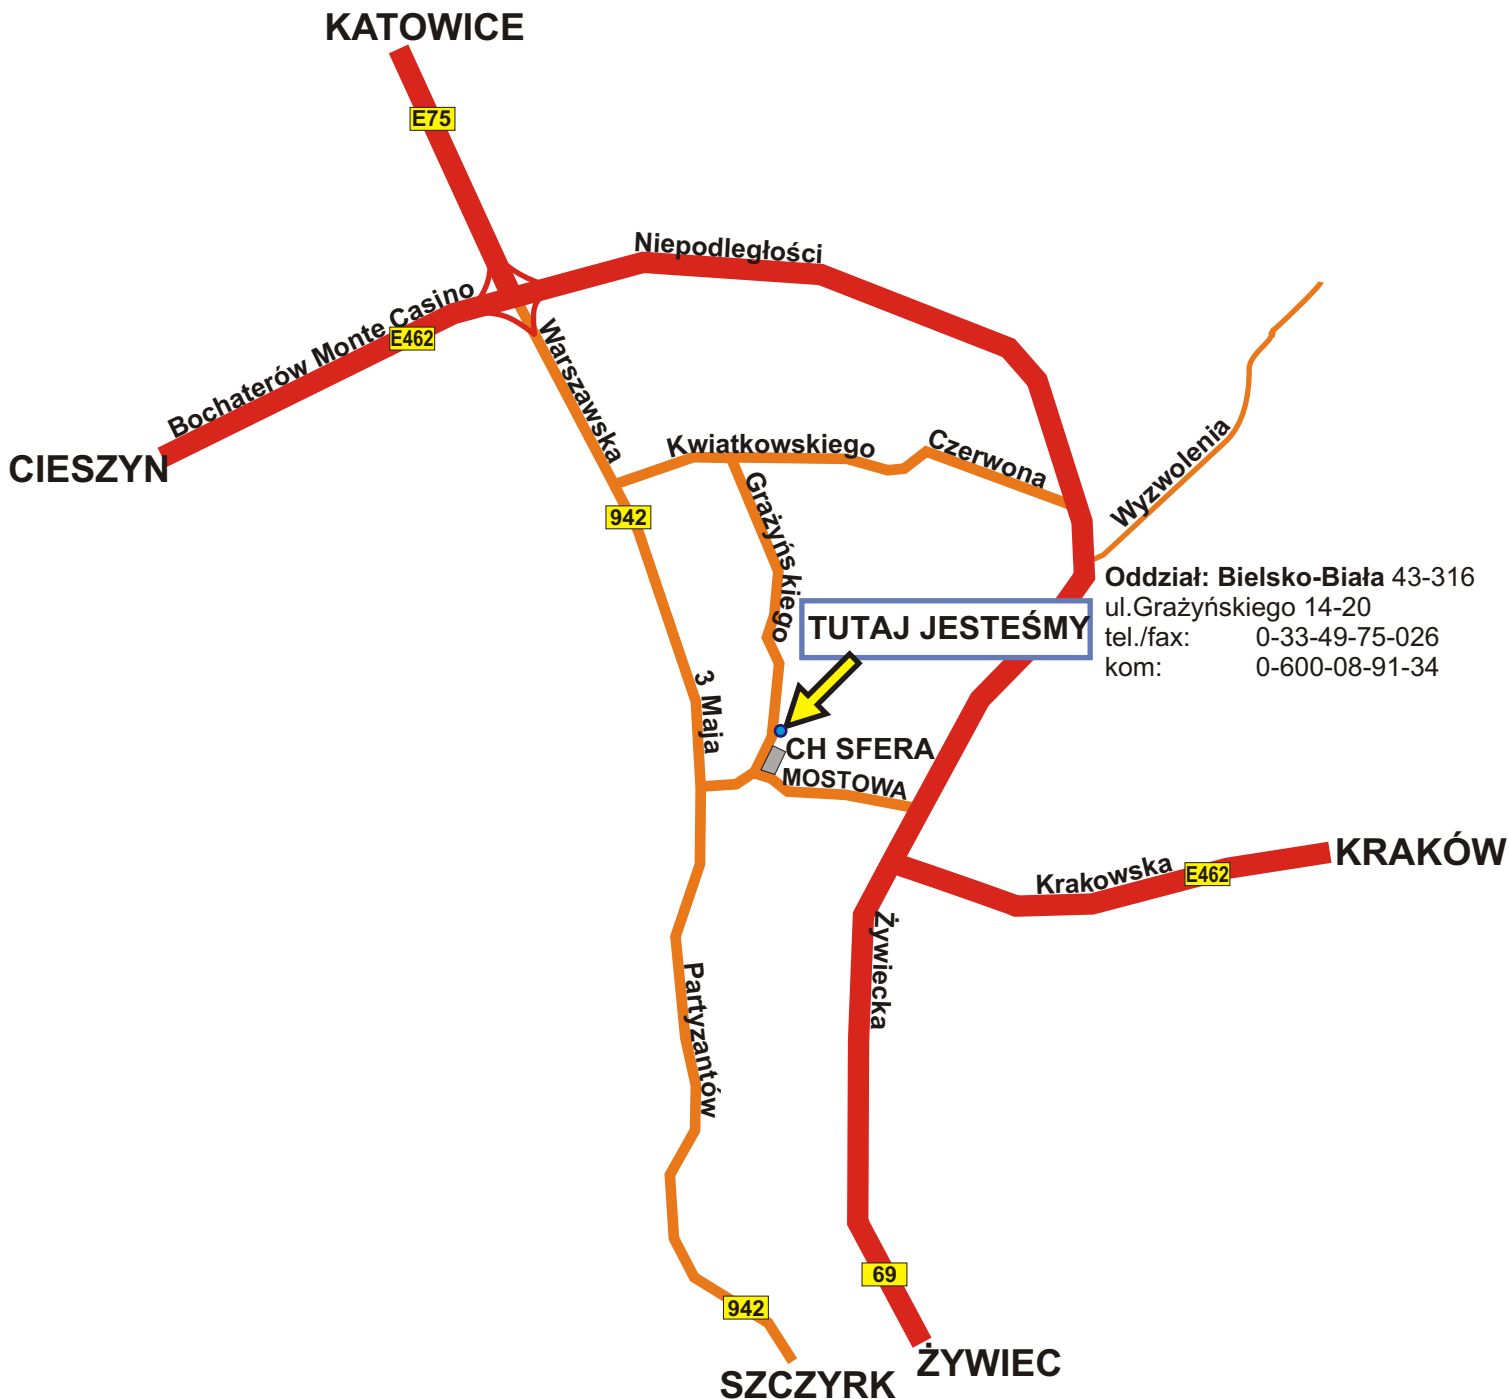 KATOWICE
E75
Niepodległości
Bochaterów Monte Casino
E462
CIESZYN
Warszawska
Kwiatkowskiego
Czerwona
Wyzwolenia
942
Grażyńskiego
Oddział: Bielsko-Biała 43-316
ul.Grażyńskiego 14-20
tel./fax: 0-33-49-75-026
kom: 0-600-08-91-34
TUTAJ JESTEŚMY
3 Maja
CH SFERA
MOSTOWA
KRAKÓW
Krakowska
E462
Żywiecka
Partyzantów
69
942
ŻYWIEC
SZCZYRK